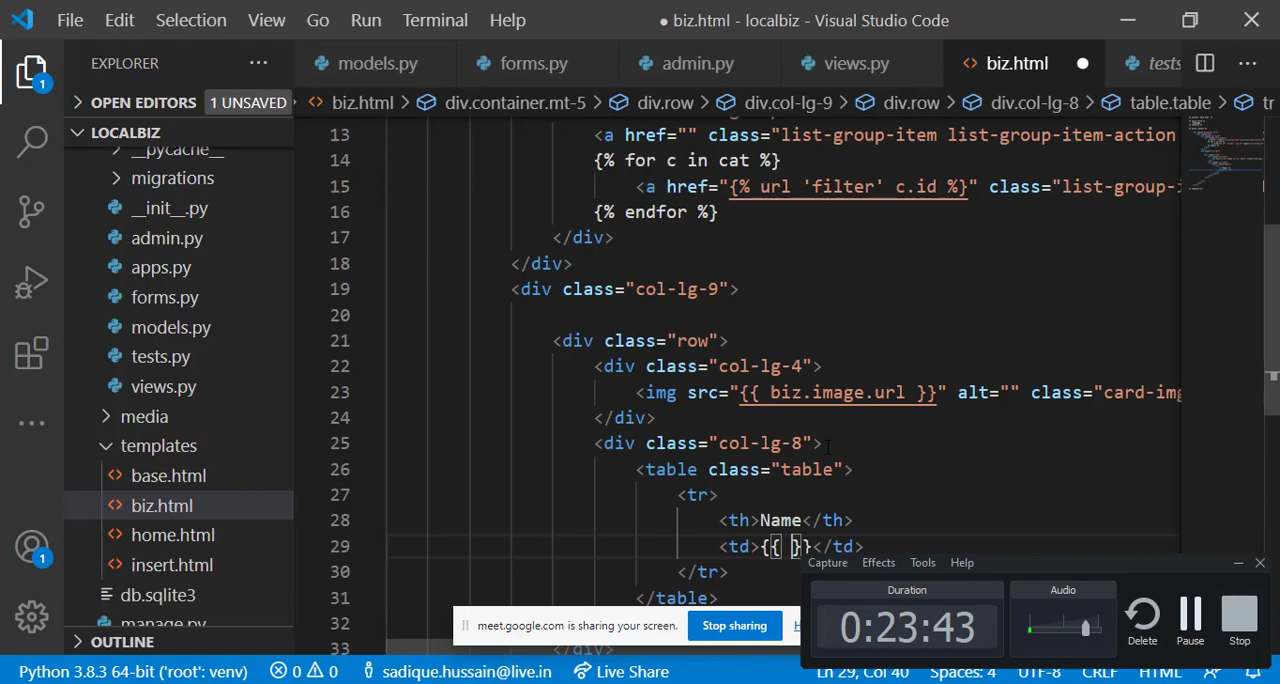 File Edit Selection View Go Run Terminal Help
● biz.html - localbiz - Visual Studio Code
EXPLORER ···
models.py forms.py admin.py views.py biz.html ● tests ···
1
OPEN EDITORS 1 UNSAVED
biz.html > div.container.mt-5 > div.row > div.col-lg-9 > div.row > div.col-lg-8 > table.table > tr
LOCALBIZ
__pycache__
migrations
__init__.py
admin.py
apps.py
forms.py
models.py
tests.py
views.py
media
templates
base.html
biz.html
home.html
insert.html
db.sqlite3
manage.py
OUTLINE
1
13 <a href="" class="list-group-item list-group-item-action
14 {% for c in cat %}
15 <a href="{% url 'filter' c.id %}" class="list-group-i
16 {% endfor %}
17 </div>
18 </div>
19 <div class="col-lg-9">
20
21 <div class="row">
22 <div class="col-lg-4">
23 <img src="{{ biz.image.url }}" alt="" class="card-img
24 </div>
25 <div class="col-lg-8">
26 <table class="table">
27 <tr>
28 <th>Name</th>
29 <td>{{ }}</td>
30 </tr>
31 </table>
32
33
Capture Effects Tools Help
Duration
0:23:43
Audio
Delete Pause Stop
meet.google.com is sharing your screen. Stop sharing
Python 3.8.3 64-bit ('root': venv) 0 0 sadique.hussain@live.in Live Share Ln 29, Col 40 Spaces: 4 UTF-8 CRLF HTML